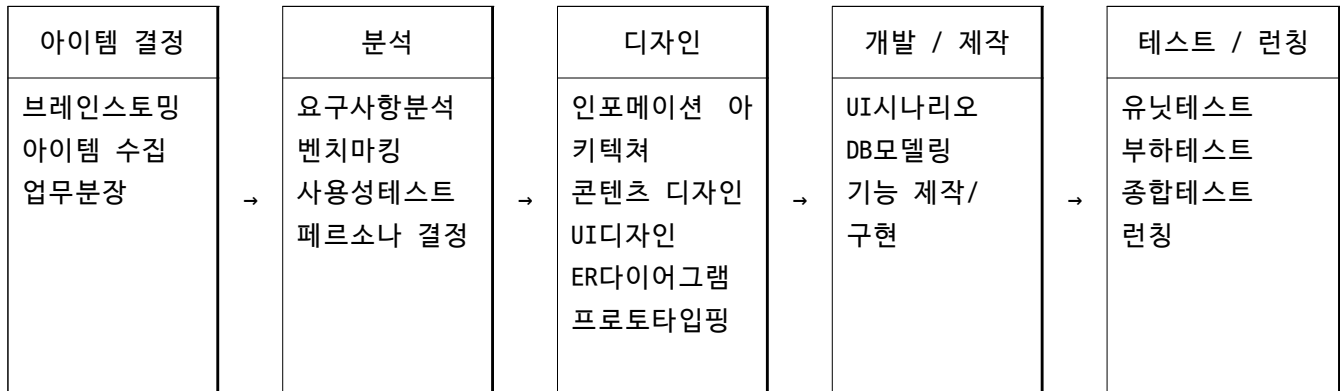 아이템 결정
브레인스토밍
아이템 수집
업무분장
→
분석
요구사항분석
벤치마킹
사용성테스트
페르소나 결정
→
디자인
인포메이션 아
키텍쳐
콘텐츠 디자인
UI디자인
ER다이어그램
프로토타입핑
→
개발 / 제작
UI시나리오
DB모델링
기능 제작/
구현
→
테스트 / 런칭
유닛테스트
부하테스트
종합테스트
런칭